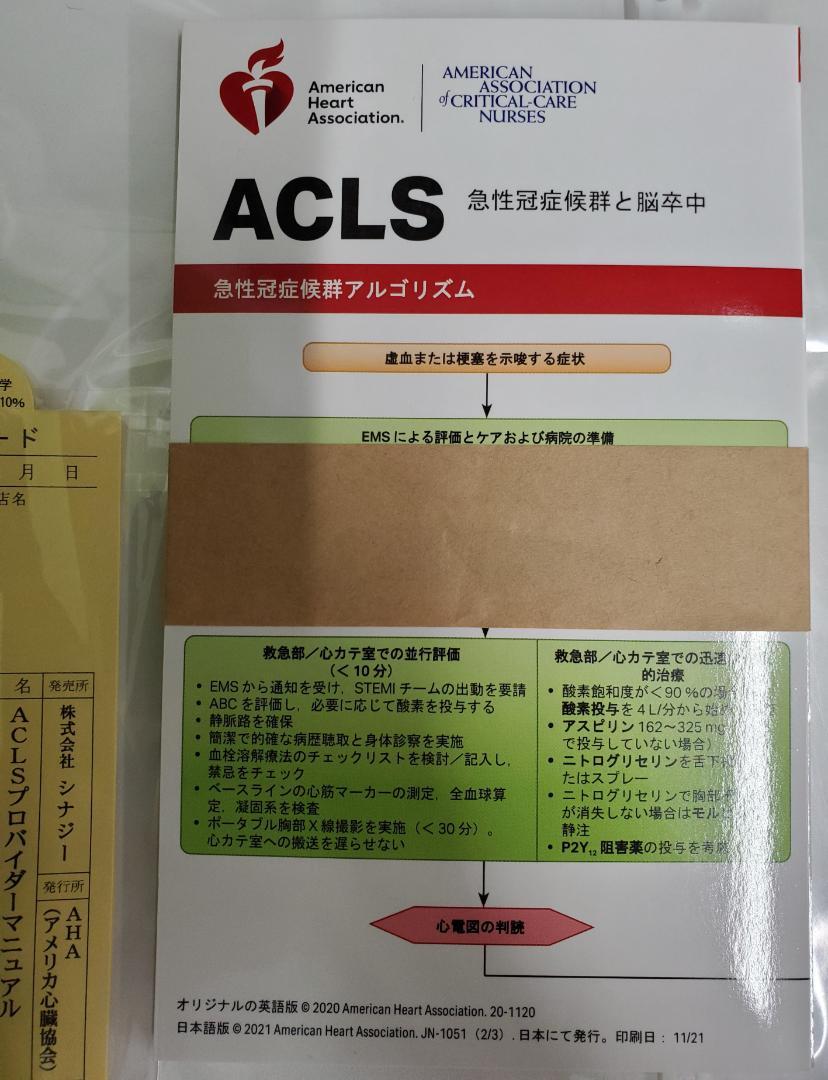 American
Heart
Association.
AMERICAN
ASSOCIATION
of CRITICAL-CARE
NURSES
ACLS 急性冠症候群と脳卒中
急性冠症候群アルゴリズム
虚血または梗塞を示唆する症状
EMS による評価とケアおよび病院の準備
救急部／心カテ室での並行評価
（＜10 分）
• EMS から通知を受け，STEMI チームの出動を要請
• ABC を評価し，必要に応じて酸素を投与する
• 静脈路を確保
• 簡潔で的確な病歴聴取と身体診察を実施
• 血栓溶解療法のチェックリストを検討／記入し，
禁忌をチェック
• ベースラインの心筋マーカーの測定，全血球算
定，凝固系を検査
• ポータブル胸部 X 線撮影を実施（＜30 分）。
心カテ室への搬送を遅らせない
救急部／心カテ室での迅速
的治療
• 酸素飽和度が＜90 %の場
酸素投与を 4 L/分から始め
• アスピリン 162～325 mg
で投与していない場合）
• ニトログリセリンを舌下
たはスプレー
• ニトログリセリンで胸部
が消失しない場合はモル
静注
• P2Y₁₂ 阻害薬の投与を考慮
心電図の判読
オリジナルの英語版 © 2020 American Heart Association. 20-1120
日本語版 © 2021 American Heart Association. JN-1051（2/3）. 日本にて発行。印刷日： 11/21
学
10%
ード
月 日
店名
発売所
株式会社 シナジー
発行所
AHA
（アメリカ心臓協会）
名
ACLSプロバイダーマニュアル